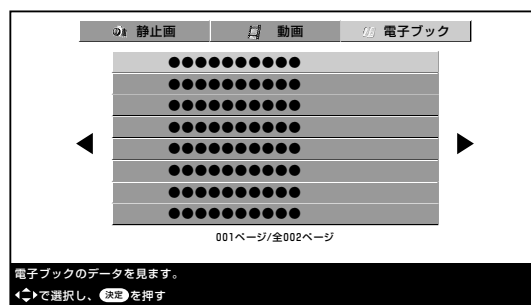 静止画 動画 電子ブック
●●●●●●●●●●
●●●●●●●●●●
●●●●●●●●●●
●●●●●●●●●●
●●●●●●●●●●
●●●●●●●●●●
●●●●●●●●●●
●●●●●●●●●●
001ページ/全002ページ
電子ブックのデータを見ます。
で選択し、決定を押す